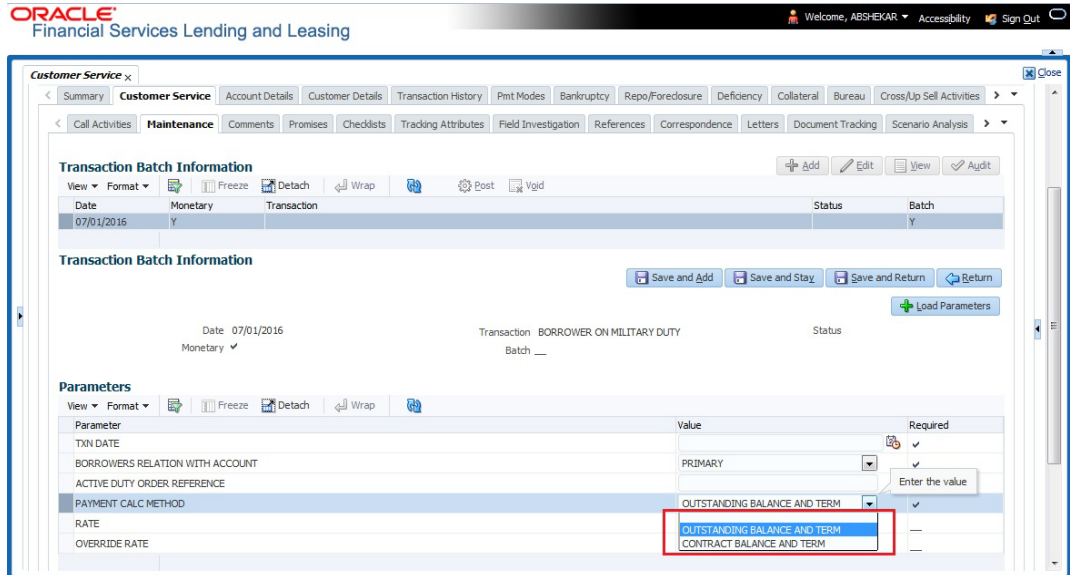 ORACLE
Financial Services Lending and Leasing
Welcome, ABSHEKAR Accessibility Sign Out
Close
Customer Service x
Summary Customer Service Account Details Customer Details Transaction History Pmt Modes Bankruptcy Repo/Foreclosure Deficiency Collateral Bureau Cross/Up Sell Activities
Call Activities Maintenance Comments Promises Checklists Tracking Attributes Field Investigation References Correspondence Letters Document Tracking Scenario Analysis
Transaction Batch Information Add Edit View Audit
View Format Freeze Detach Wrap Post Void
Date Monetary Transaction Status Batch
07/01/2016 Y Y
Transaction Batch Information
Save and Add Save and Stay Save and Return Return
Load Parameters
Date 07/01/2016 Transaction BORROWER ON MILITARY DUTY Status
Monetary Batch
Parameters
View Format Freeze Detach Wrap
Parameter Value Required
TXN DATE
BORROWERS RELATION WITH ACCOUNT PRIMARY
ACTIVE DUTY ORDER REFERENCE Enter the value
PAYMENT CALC METHOD OUTSTANDING BALANCE AND TERM
RATE OUTSTANDING BALANCE AND TERM
OVERRIDE RATE CONTRACT BALANCE AND TERM